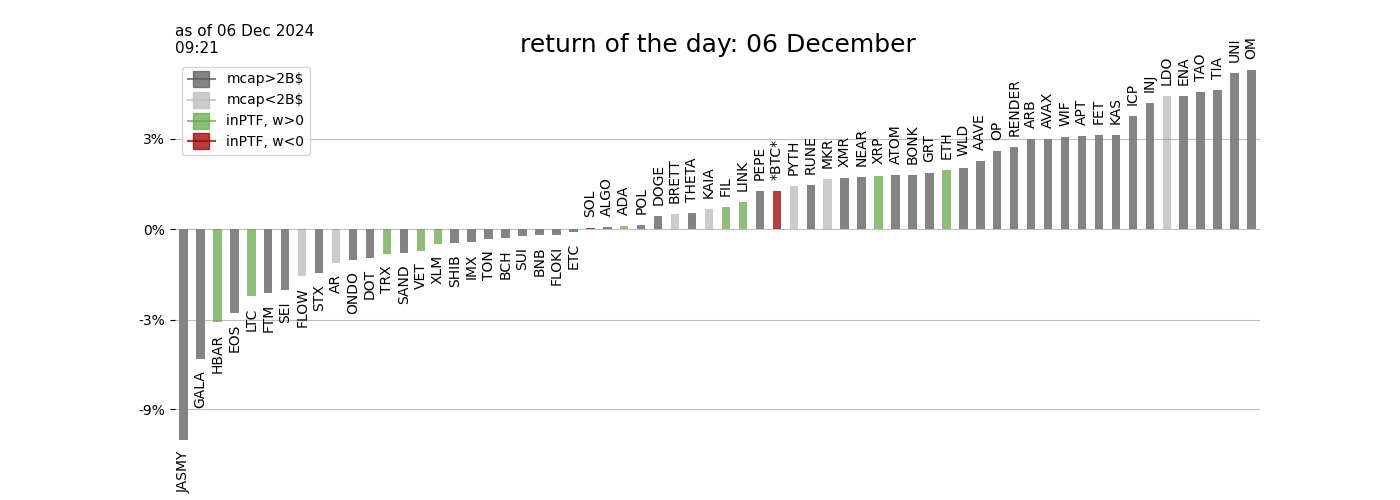 as of 06 Dec 2024
09:21
return of the day: 06 December
mcap>2B$
mcap<2B$
inPTF, w>0
inPTF, w<0
3%
0%
-3%
-9%
JASMY
GALA
HBAR
EOS
LTC
FTM
SEI
FLOW
STX
AR
ONDO
DOT
TRX
SAND
VET
XLM
SHIB
IMX
TON
BCH
SUI
BNB
FLOKI
ETC
SOL
ALGO
ADA
POL
DOGE
BRETT
THETA
KAIA
FIL
LINK
PEPE
*BTC*
PYTH
RUNE
MKR
XMR
NEAR
XRP
ATOM
BONK
GRT
ETH
WLD
AAVE
OP
RENDER
ARB
AVAX
WIF
APT
FET
KAS
ICP
INJ
LDO
ENA
TAO
TIA
UNI
OM